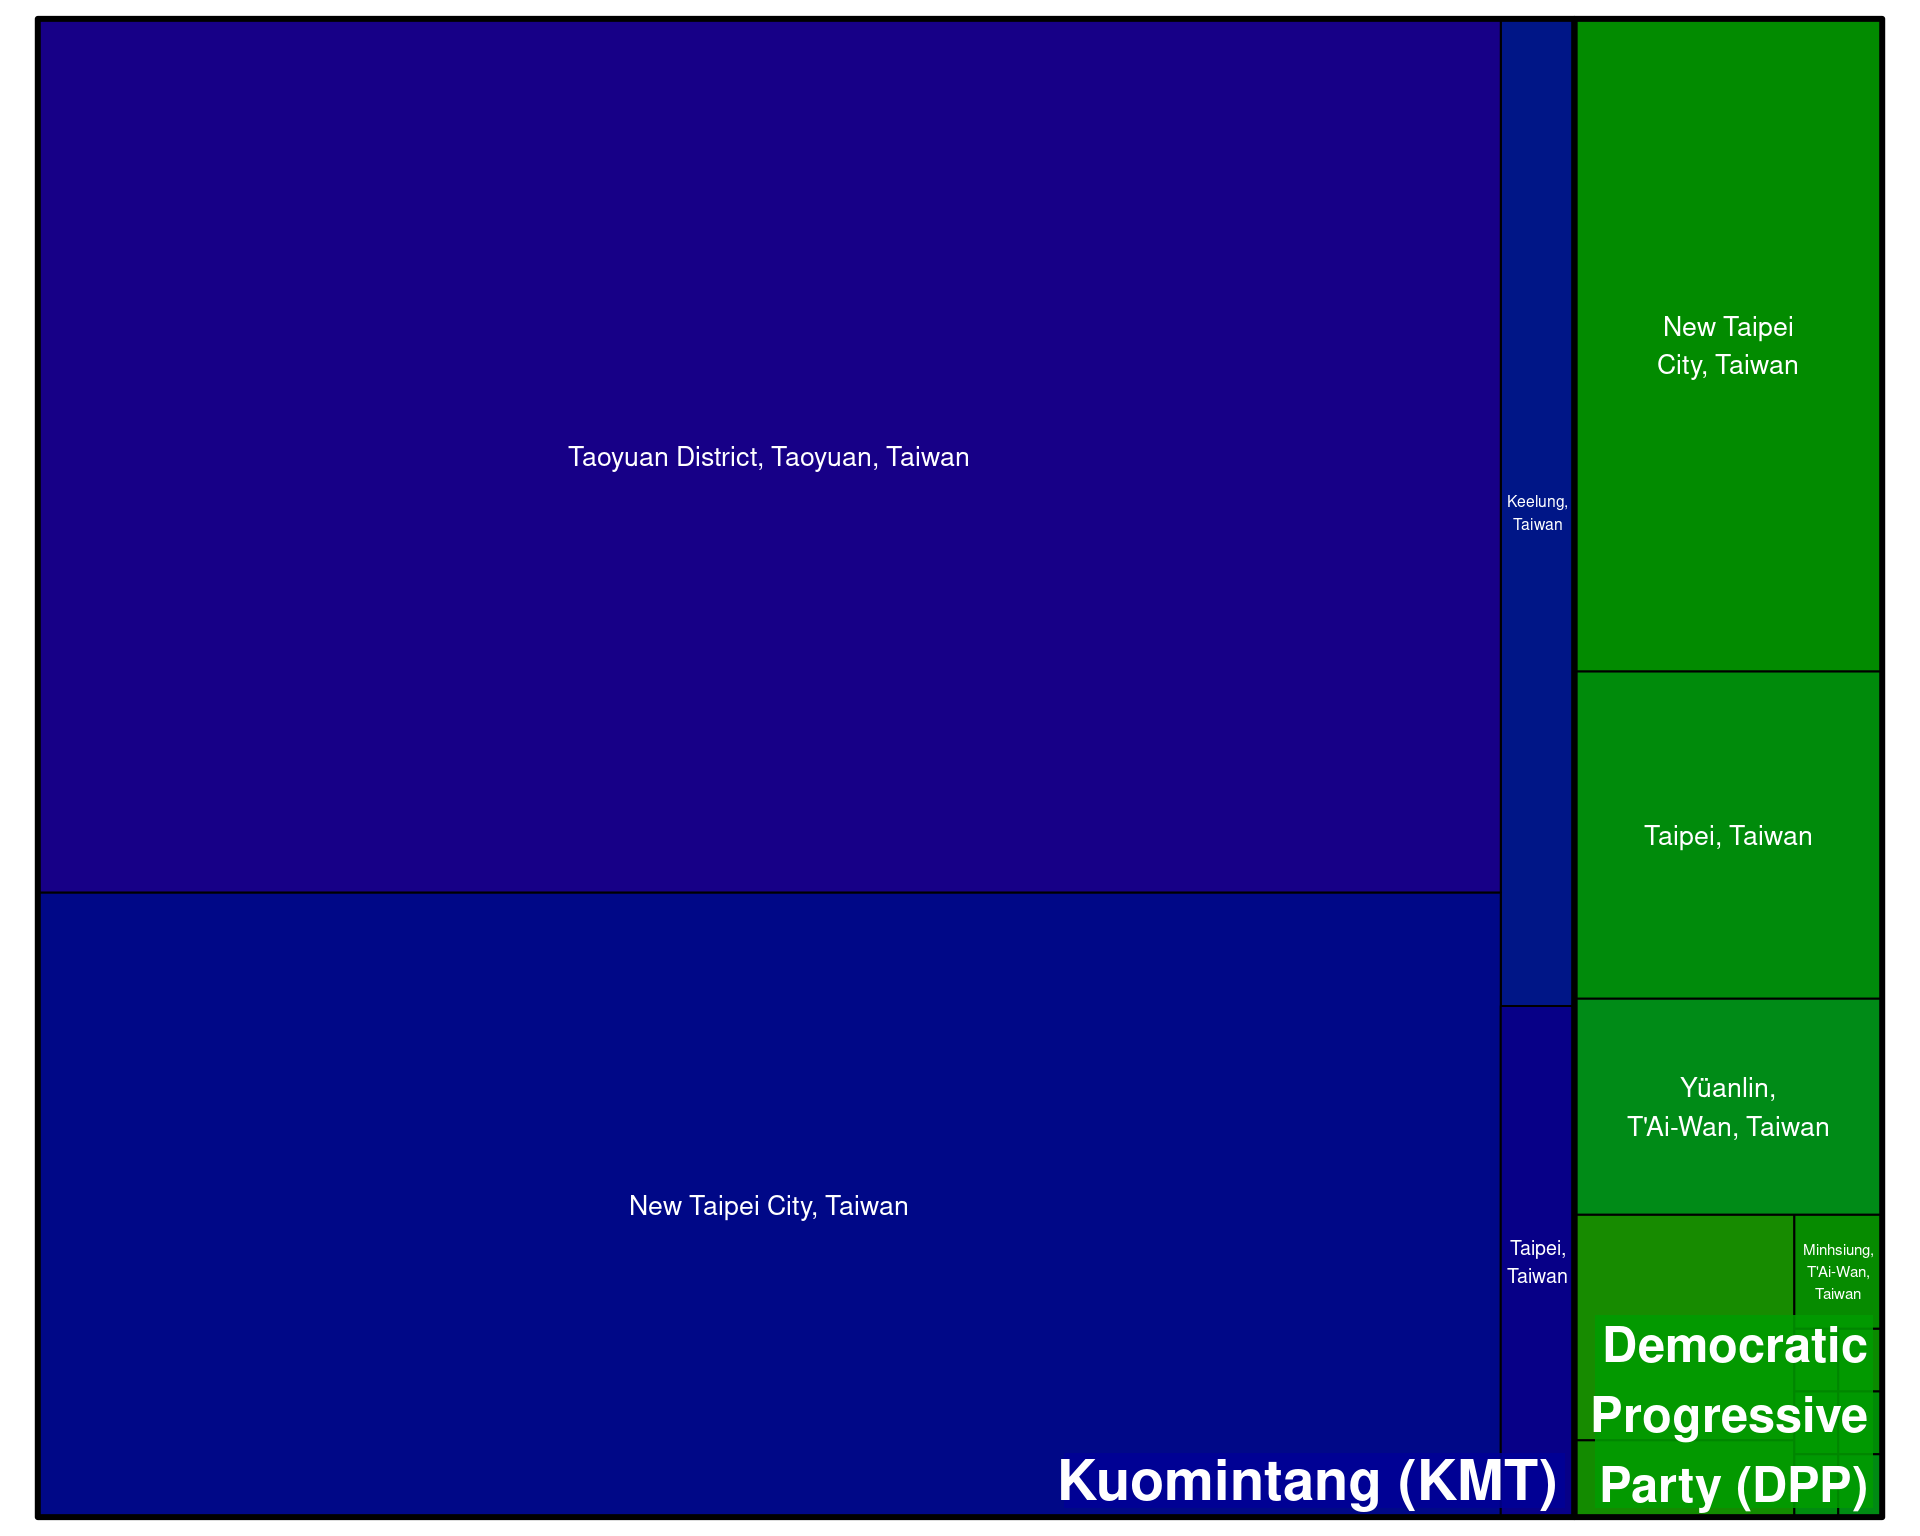 Taoyuan District, Taoyuan, Taiwan
New Taipei City, Taiwan
Keelung,
Taiwan
Taipei,
Taiwan
Kuomintang (KMT)
New Taipei
City, Taiwan
Taipei, Taiwan
Yüanlin,
T'Ai-Wan, Taiwan
Minhsiung,
T'Ai-Wan,
Taiwan
Democratic
Progressive
Party (DPP)